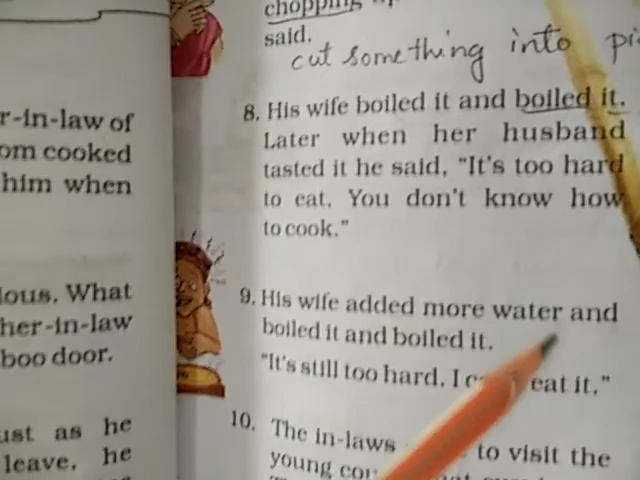 r-in-law of
om cooked
him when
ious. What
her-in-law
boo door.
ust as he
leave, he
chopping
said.
cut something into
8. His wife boiled it and boiled it.
Later when her husband
tasted it he said, "It's too hard
to eat. You don't know how
to cook."
9. His wife added more water and
boiled it and boiled it.
"It's still too hard. I eat it."
10. The in-laws to visit the
young